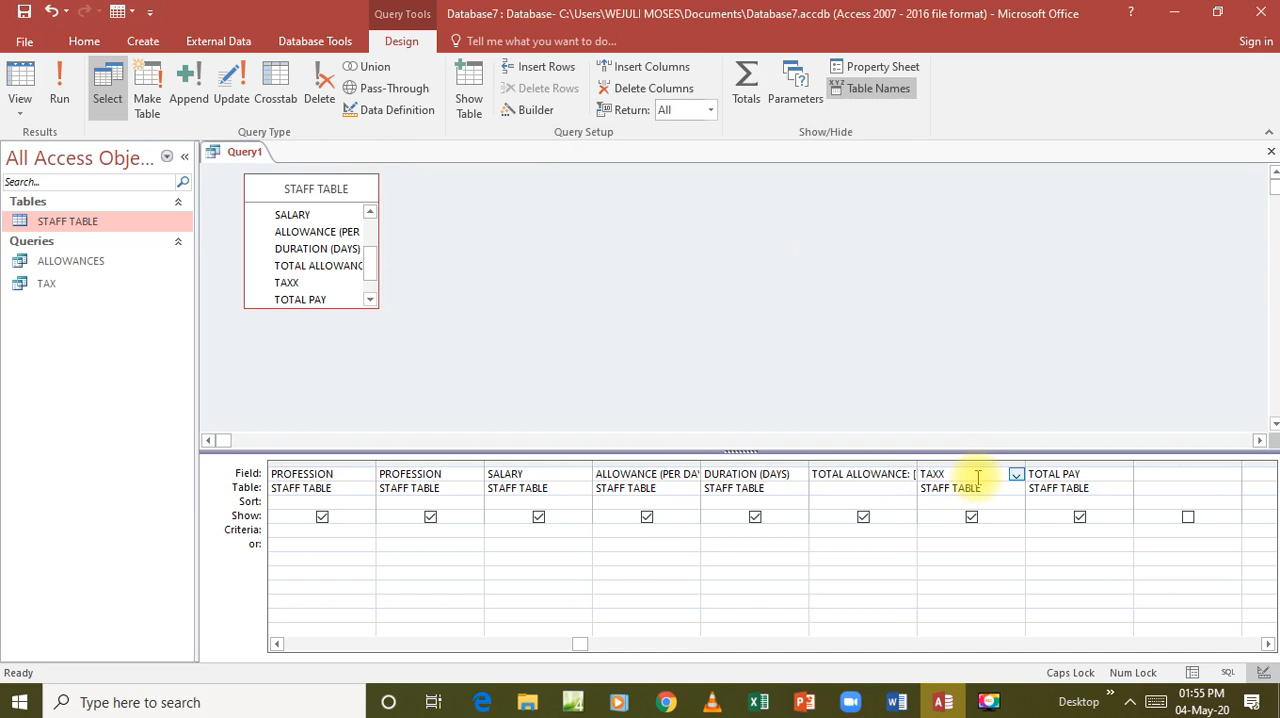 Query Tools
Database7 : Database- C:\Users\WEJULI MOSES\Documents\Database7.accdb (Access 2007 - 2016 file format) - Microsoft Office
?
File Home Create External Data Database Tools Design Tell me what you want to do... Sign in
View Run Select Make Table Append Update Crosstab Delete
Union
Pass-Through
Data Definition
Show Table
Insert Rows
Delete Rows
Builder
Insert Columns
Delete Columns
Return: All
Totals Parameters
Property Sheet
Table Names
Results Query Type Query Setup Show/Hide
All Access Obje...
Search...
Tables
STAFF TABLE
Queries
ALLOWANCES
TAX
Query1
STAFF TABLE
SALARY
ALLOWANCE (PER
DURATION (DAYS)
TOTAL ALLOWANC
TAXX
TOTAL PAY
Field: PROFESSION PROFESSION SALARY ALLOWANCE (PER DAY DURATION (DAYS) TOTAL ALLOWANCE: [ TAXX TOTAL PAY
Table: STAFF TABLE STAFF TABLE STAFF TABLE STAFF TABLE STAFF TABLE STAFF TABLE STAFF TABLE
Sort:
Show:
Criteria:
or:
Ready Caps Lock Num Lock SQL
Type here to search
Desktop
01:55 PM
04-May-20